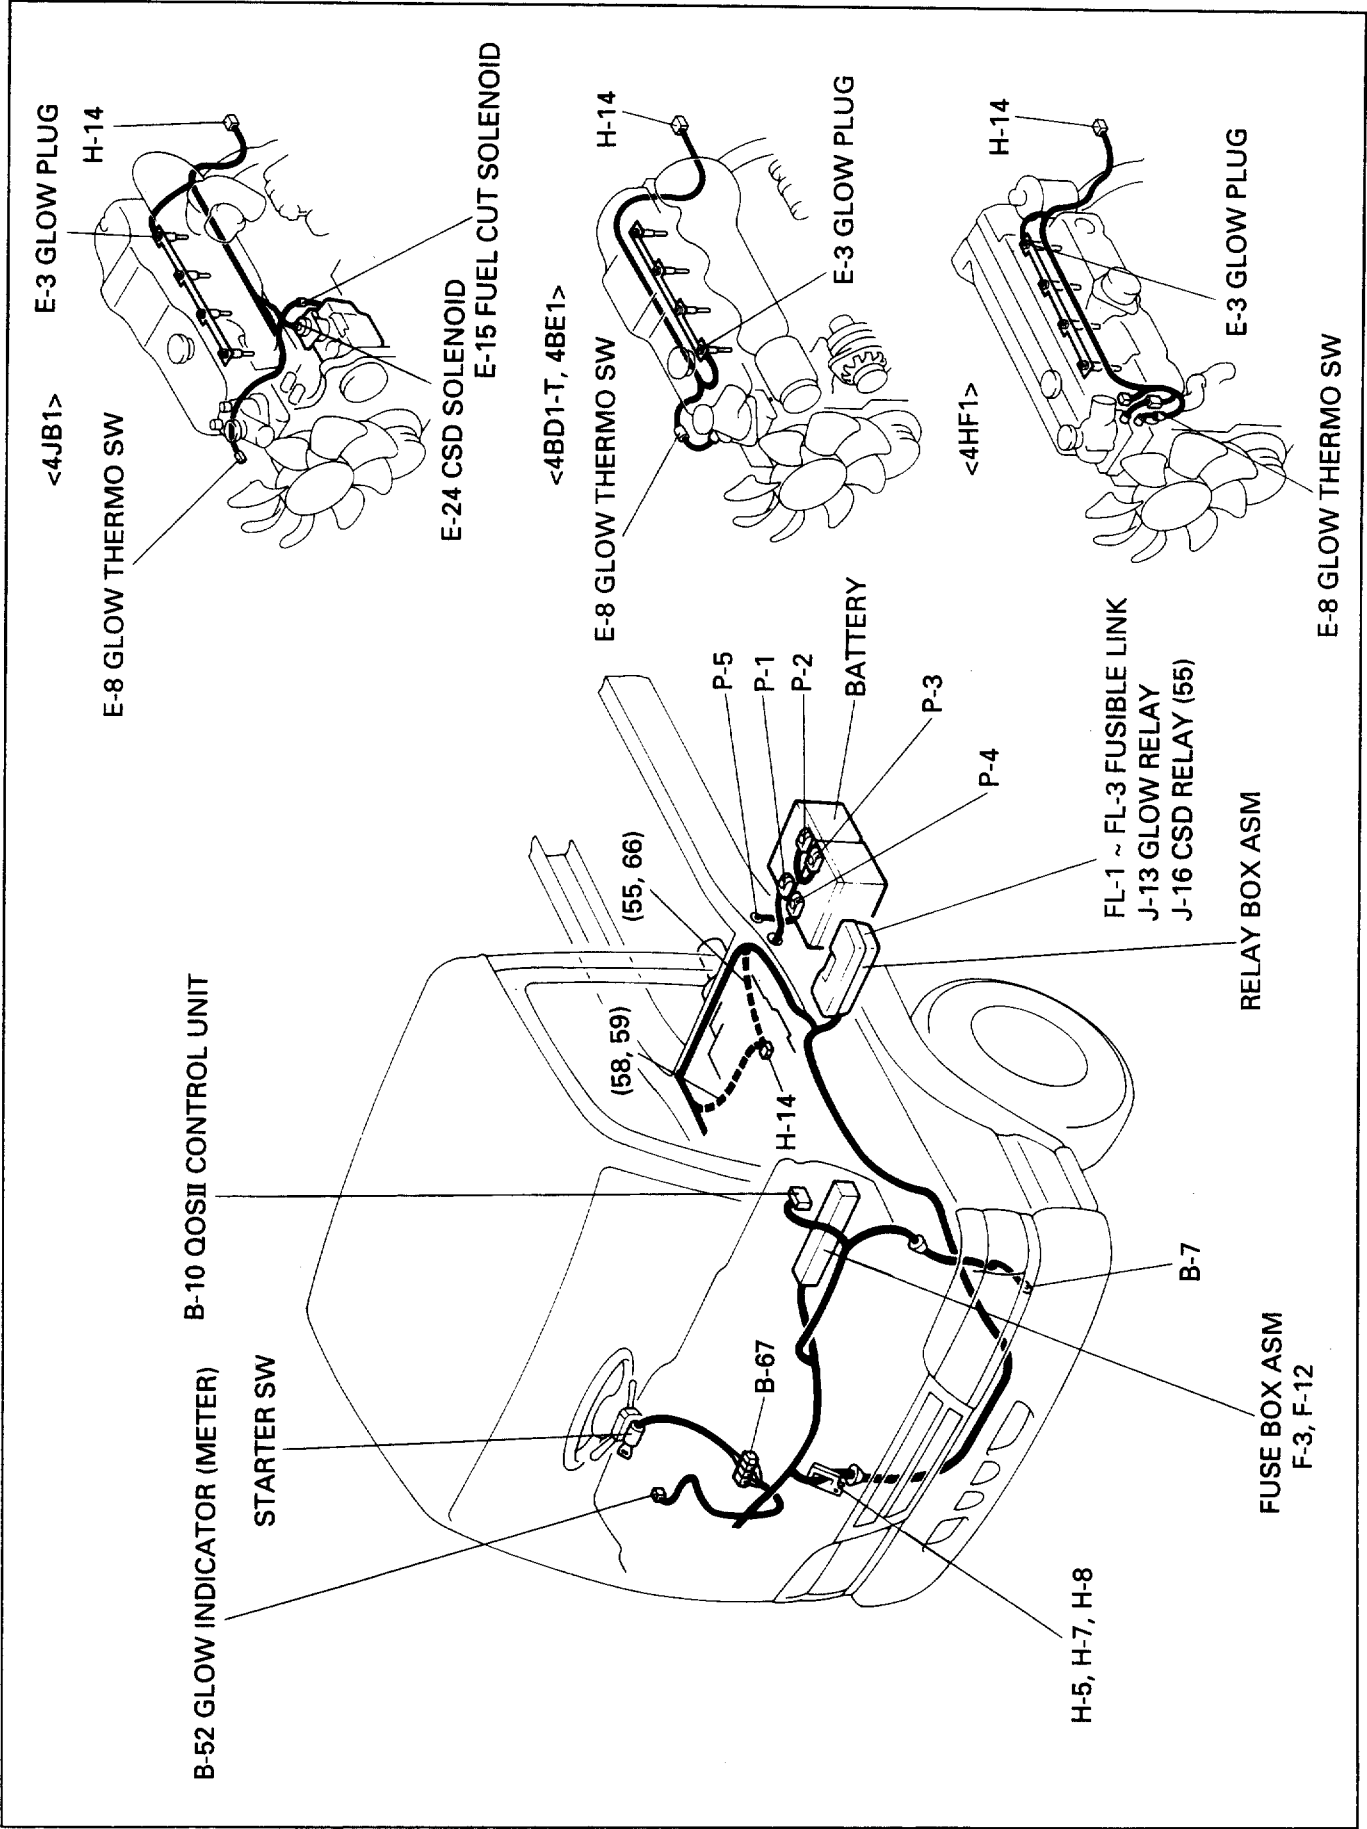 B-52 GLOW INDICATOR (METER)
STARTER SW
B-10 QOSII CONTROL UNIT
(58, 59)
(55, 66)
H-14
B-67
P-5
P-1
P-2
BATTERY
P-3
P-4
FL-1 ~ FL-3 FUSIBLE LINK
J-13 GLOW RELAY
J-16 CSD RELAY (55)
RELAY BOX ASM
B-7
FUSE BOX ASM
F-3, F-12
H-5, H-7, H-8
<4JB1>
E-3 GLOW PLUG
H-14
E-8 GLOW THERMO SW
E-24 CSD SOLENOID
E-15 FUEL CUT SOLENOID
<4BD1-T, 4BE1>
H-14
E-8 GLOW THERMO SW
E-3 GLOW PLUG
<4HF1>
H-14
E-3 GLOW PLUG
E-8 GLOW THERMO SW